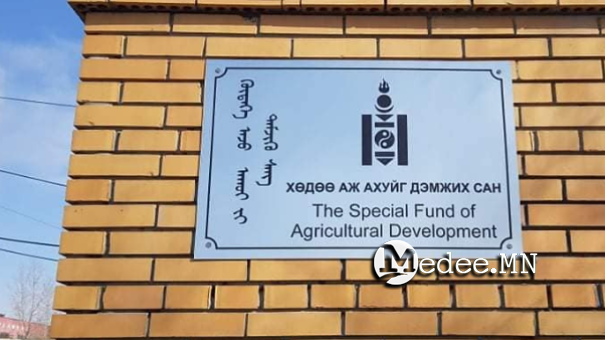 ХӨДӨӨ АЖ АХУЙГ ДЭМЖИХ САН
The Special Fund of
Agricultural Development
Medee.MN